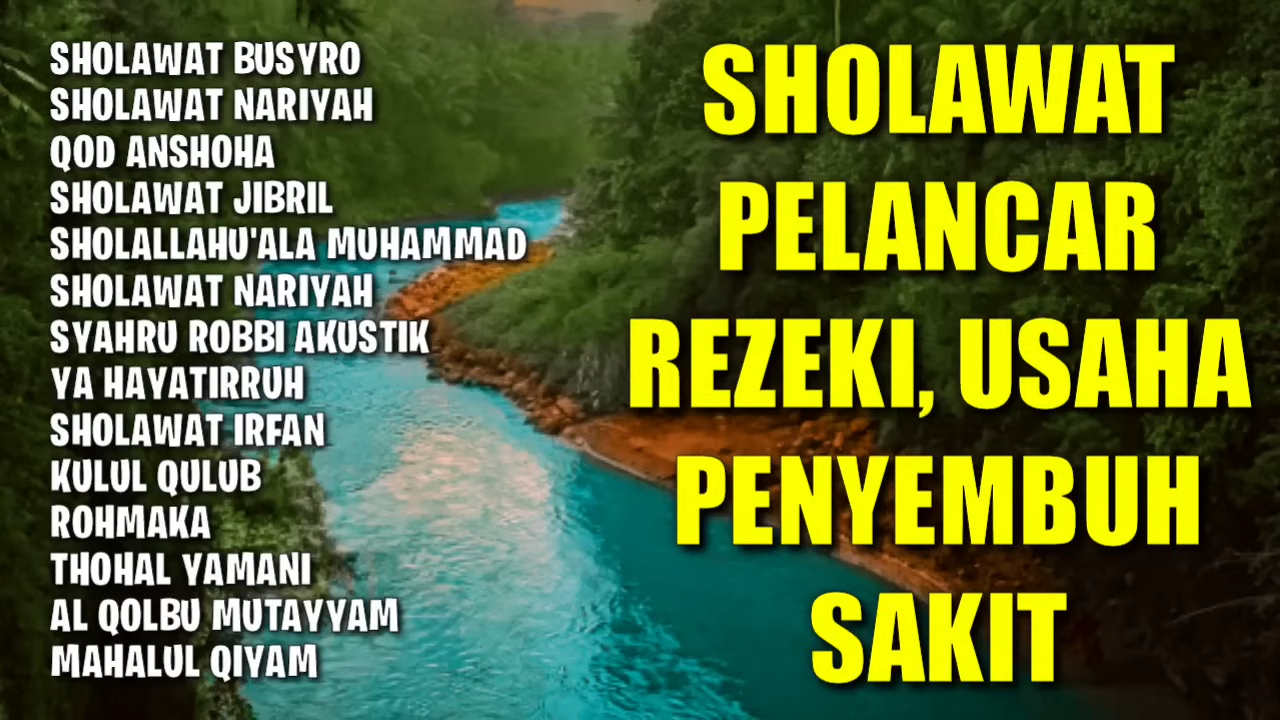 SHOLAWAT BUSYRO
SHOLAWAT NARIYAH
QOD ANSHOHA
SHOLAWAT JIBRIL
SHOLALLAHU'ALA MUHAMMAD
SHOLAWAT NARIYAH
SYAHRU ROBBI AKUSTIK
YA HAYATIRRUH
SHOLAWAT IRFAN
KULUL QULUB
ROHMAKA
THOHAL YAMANI
AL QOLBU MUTAYYAM
MAHALUL QIYAM
SHOLAWAT
PELANCAR
REZEKI, USAHA
PENYEMBUH
SAKIT